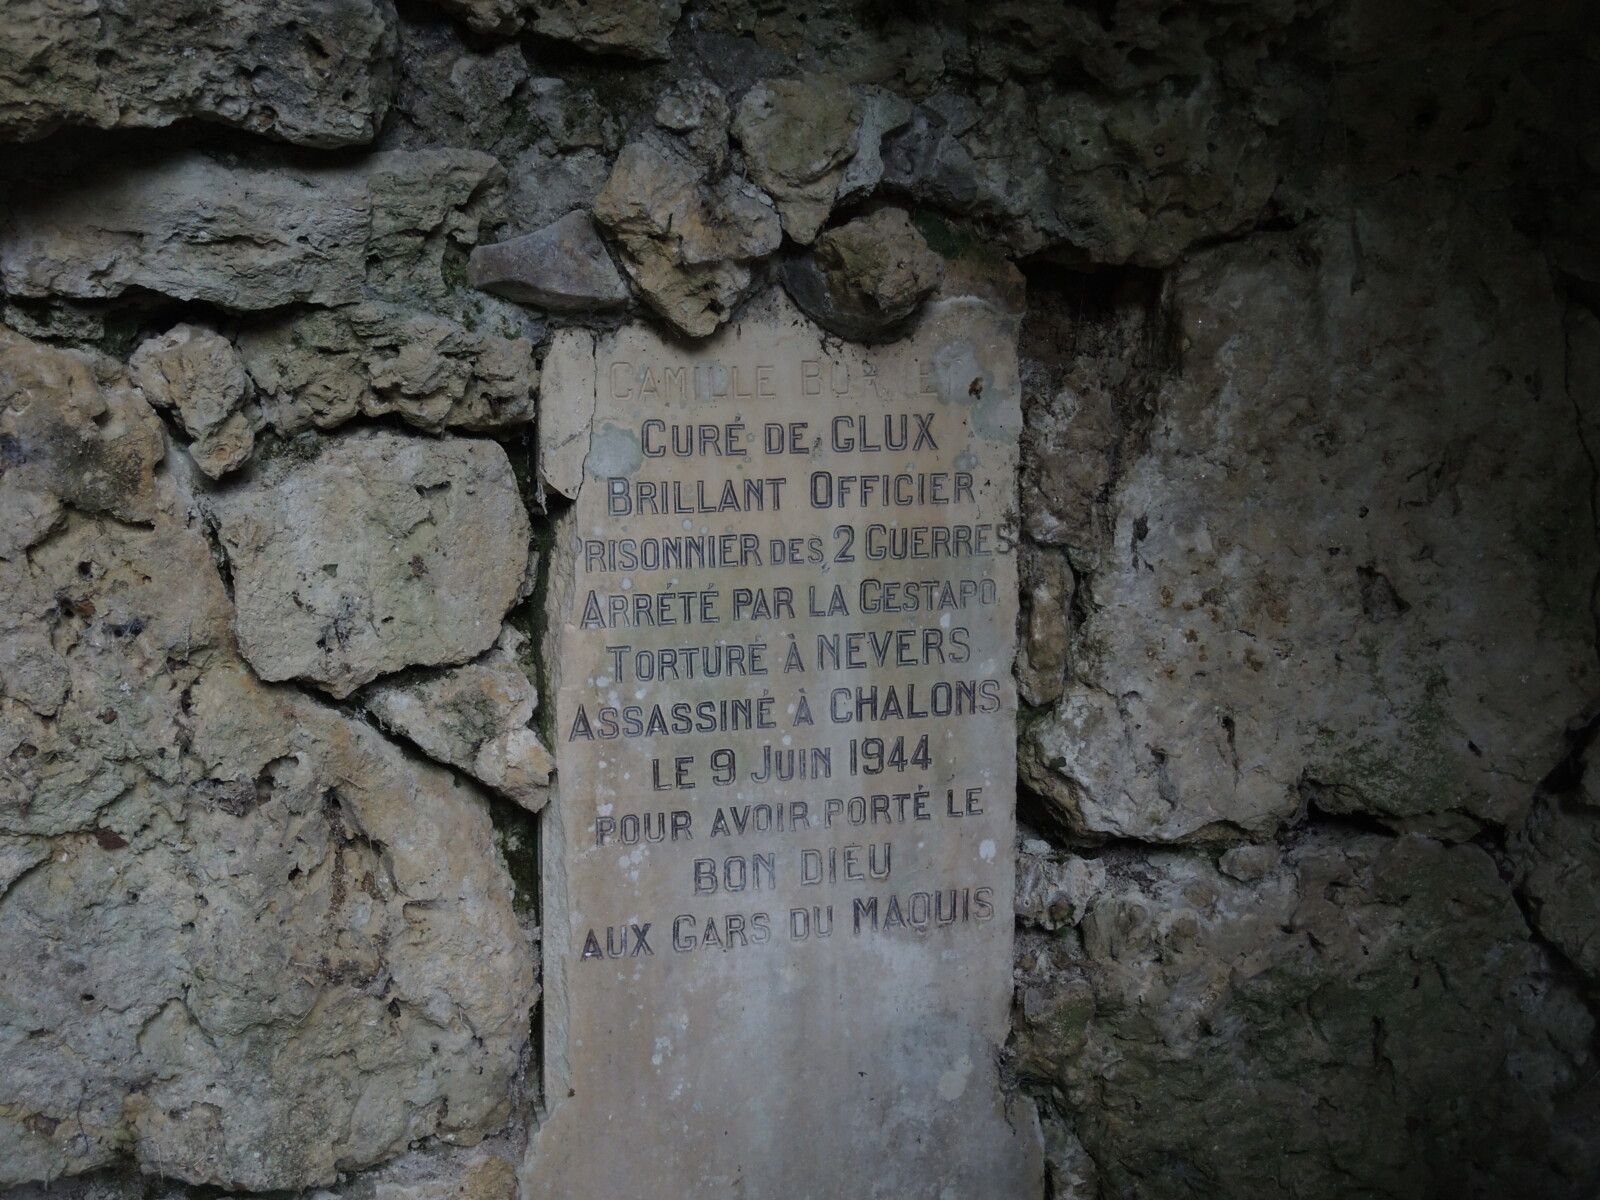 CAMILLE
CURÉ DE GLUX
BRILLANT OFFICIER
PRISONNIER DES 2 GUERRES
ARRÉTÉ PAR LA GESTAPO
TORTURÉ À NEVERS
ASSASSINÉ À CHALONS
LE 9 JUIN 1944
POUR AVOIR PORTÉ LE
BON DIEU
AUX GARS DU MAQUIS